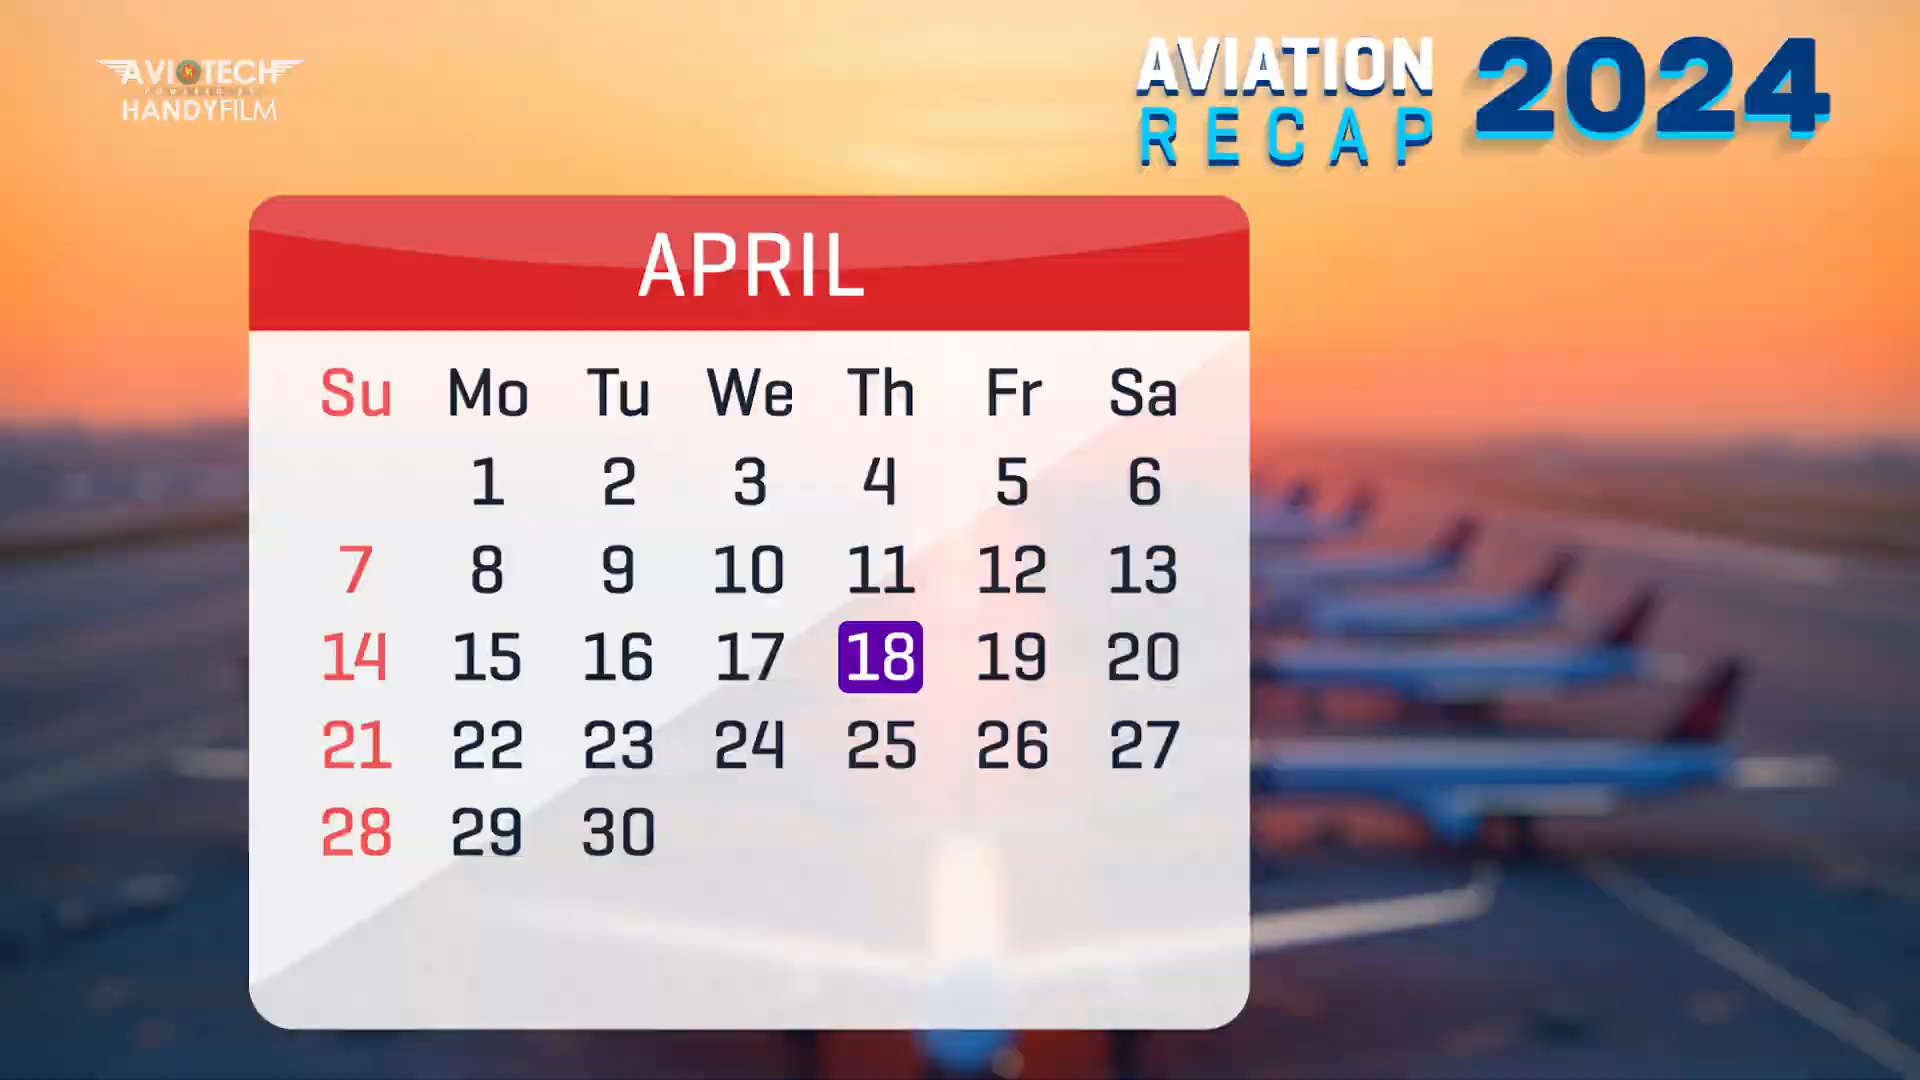 AVIOTECH
POWERED BY
HANDYFILM
AVIATION
RECAP
2024
APRIL
Su Mo Tu We Th Fr Sa
1 2 3 4 5 6
7 8 9 10 11 12 13
14 15 16 17 18 19 20
21 22 23 24 25 26 27
28 29 30